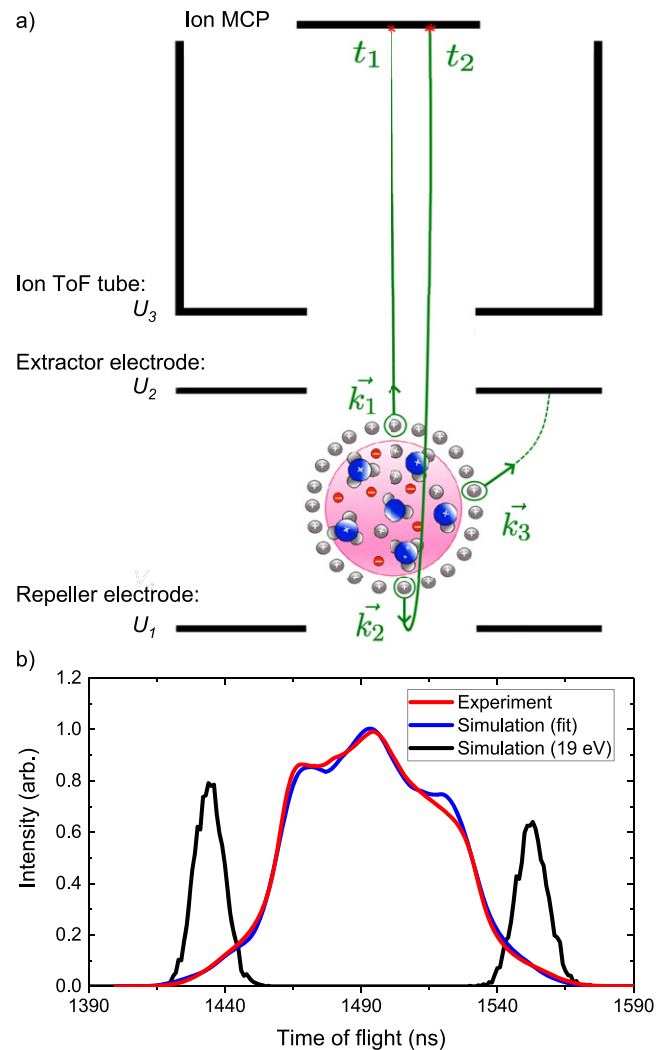 a)
Ion MCP
t₁ t₂
Ion ToF tube:
U₃
Extractor electrode:
U₂
k₁⃗
k₃⃗
Repeller electrode:
U₁
k₂⃗
b)
1.2
1.0
0.8
0.6
0.4
0.2
0.0
Intensity (arb.)
Experiment
Simulation (fit)
Simulation (19 eV)
1390 1440 1490 1540 1590
Time of flight (ns)